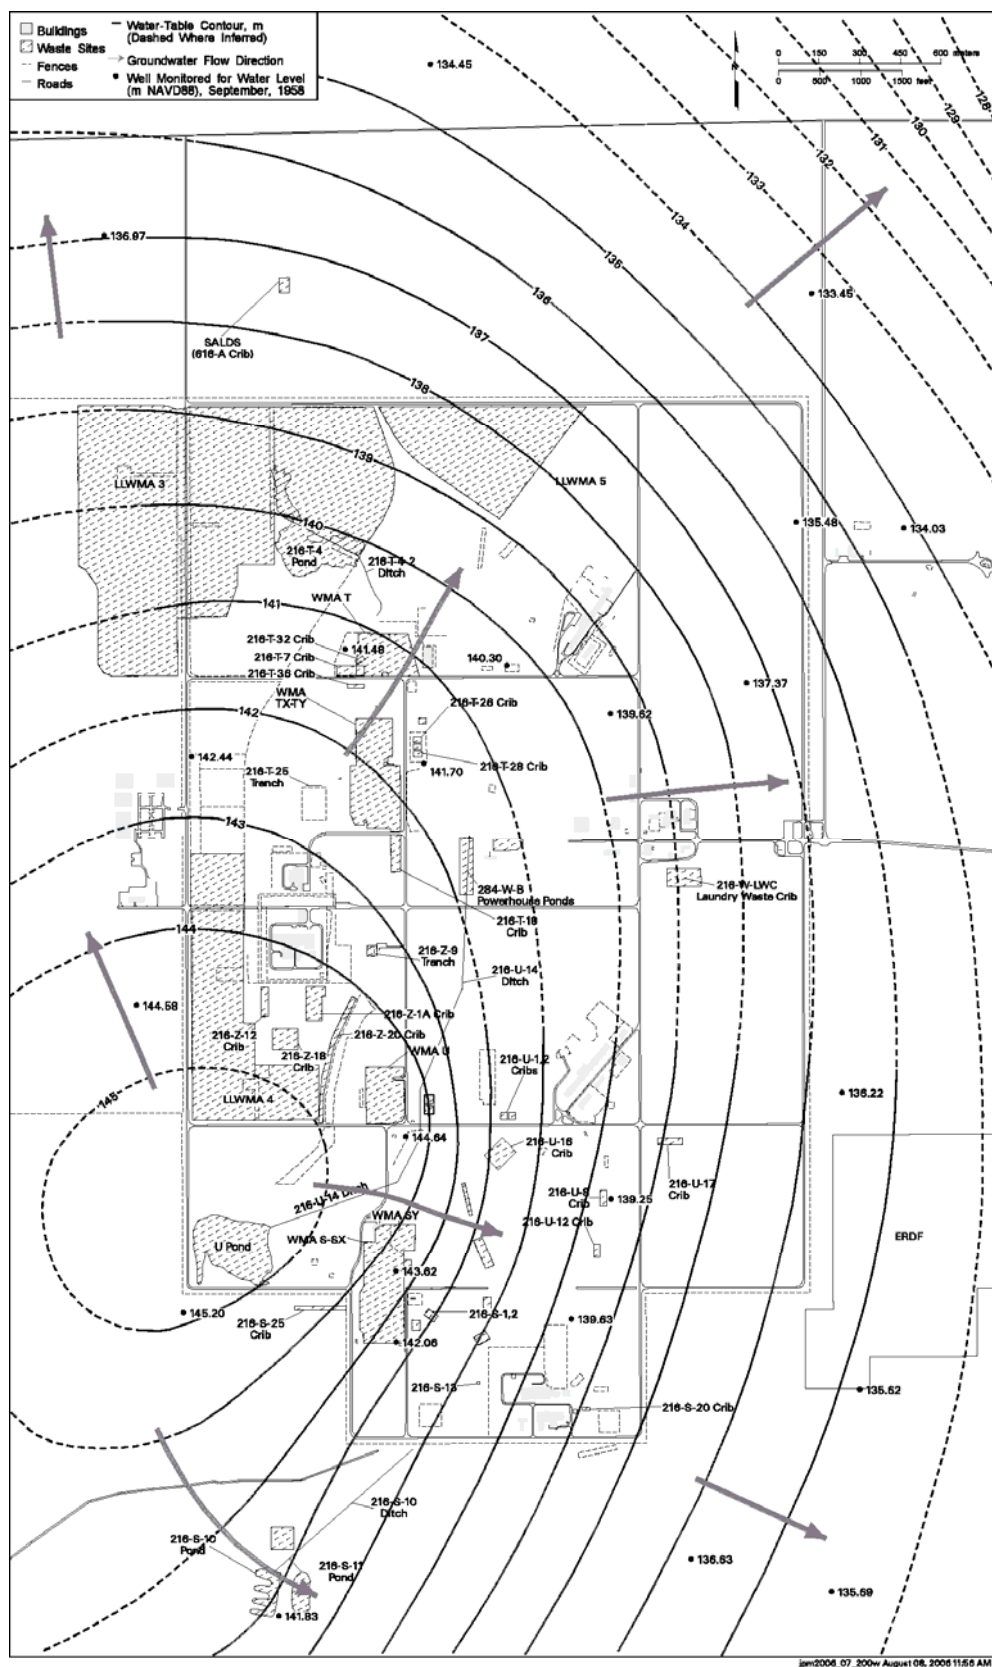 Buildings
Waste Sites
Fences
Roads
Water-Table Contour, m
(Dashed Where Inferred)
Groundwater Flow Direction
Well Monitored for Water Level
(m NAVD88), September, 1958
0 150 300 450 600 meters
0 500 1000 1500 feet
N
134.45
128
129
130
131
132
133
134
135
136
137
138
139
140
141
142
143
144
145
136.97
133.45
SALDS
(616-A Crib)
LLWMA 3
LLWMA 5
135.48
134.03
216-T-4
Pond
216-T-4-2
Ditch
WMA T
216-T-32 Crib
141.48
216-T-7 Crib
216-T-36 Crib
140.30
137.37
WMA
TX-TY
216-T-26 Crib
139.62
142.44
216-T-28 Crib
141.70
216-T-25
Trench
284-W-B
Powerhouse Ponds
216-W-LWC
Laundry Waste Crib
216-T-18
Crib
216-Z-9
Trench
216-U-14
Ditch
144.58
216-Z-1A Crib
216-Z-12
Crib
216-Z-20 Crib
216-Z-18
Crib
WMA U
216-U-1,2
Cribs
LLWMA 4
136.22
144.64
216-U-16
Crib
216-U-17
Crib
216-U-14 Ditch
216-U-8
Crib
139.25
WMA SY
216-U-12 Crib
U Pond
WMA S-SX
ERDF
143.62
145.20
216-S-25
Crib
216-S-1,2
139.63
142.06
216-S-13
135.52
216-S-20 Crib
216-S-10
Ditch
216-S-10
Pond
216-S-11
Pond
136.63
135.59
141.83
jpm2006_07_200w August 08, 2006 11:56 AM